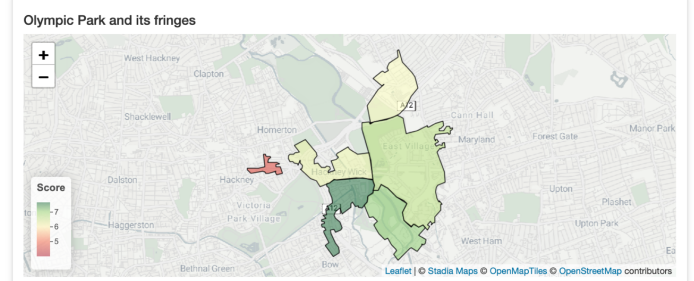 Olympic Park and its fringes
+
−
West Hackney
Clapton
Shacklewell
Homerton
A12
Cann Hall
Maryland
Forest Gate
Manor Park
East Village
Hackney Wick
Dalston
Hackney
Upton
Plashet
Victoria
Park Village
A12
Haggerston
Upton Park
West Ham
Ea
Bethnal Green
Bow
Score
7
6
5
Leaflet | © Stadia Maps © OpenMapTiles © OpenStreetMap contributors